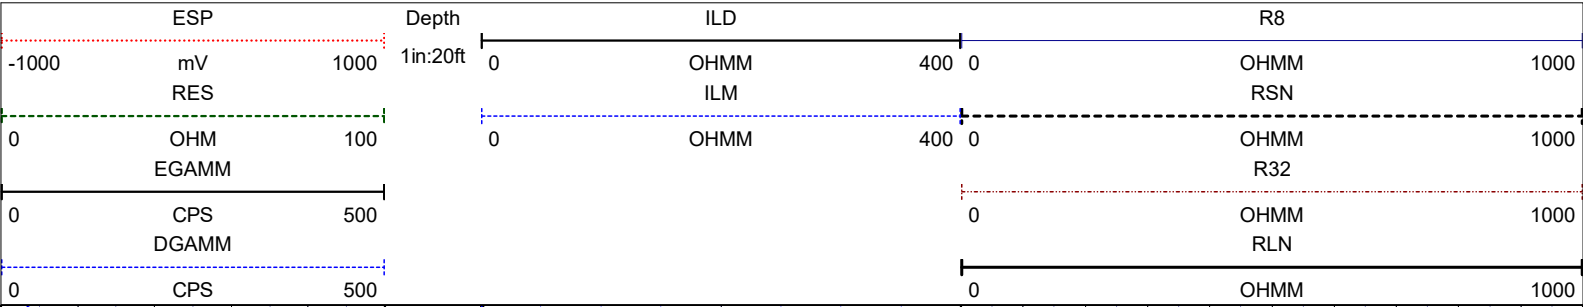 ESP Depth ILD R8
-1000 mV 1000 1in:20ft 0 OHMM 400 0 OHMM 1000
RES ILM RSN
0 OHM 100 0 OHMM 400 0 OHMM 1000
EGAMM R32
0 CPS 500 0 OHMM 1000
DGAMM RLN
0 CPS 500 0 OHMM 1000